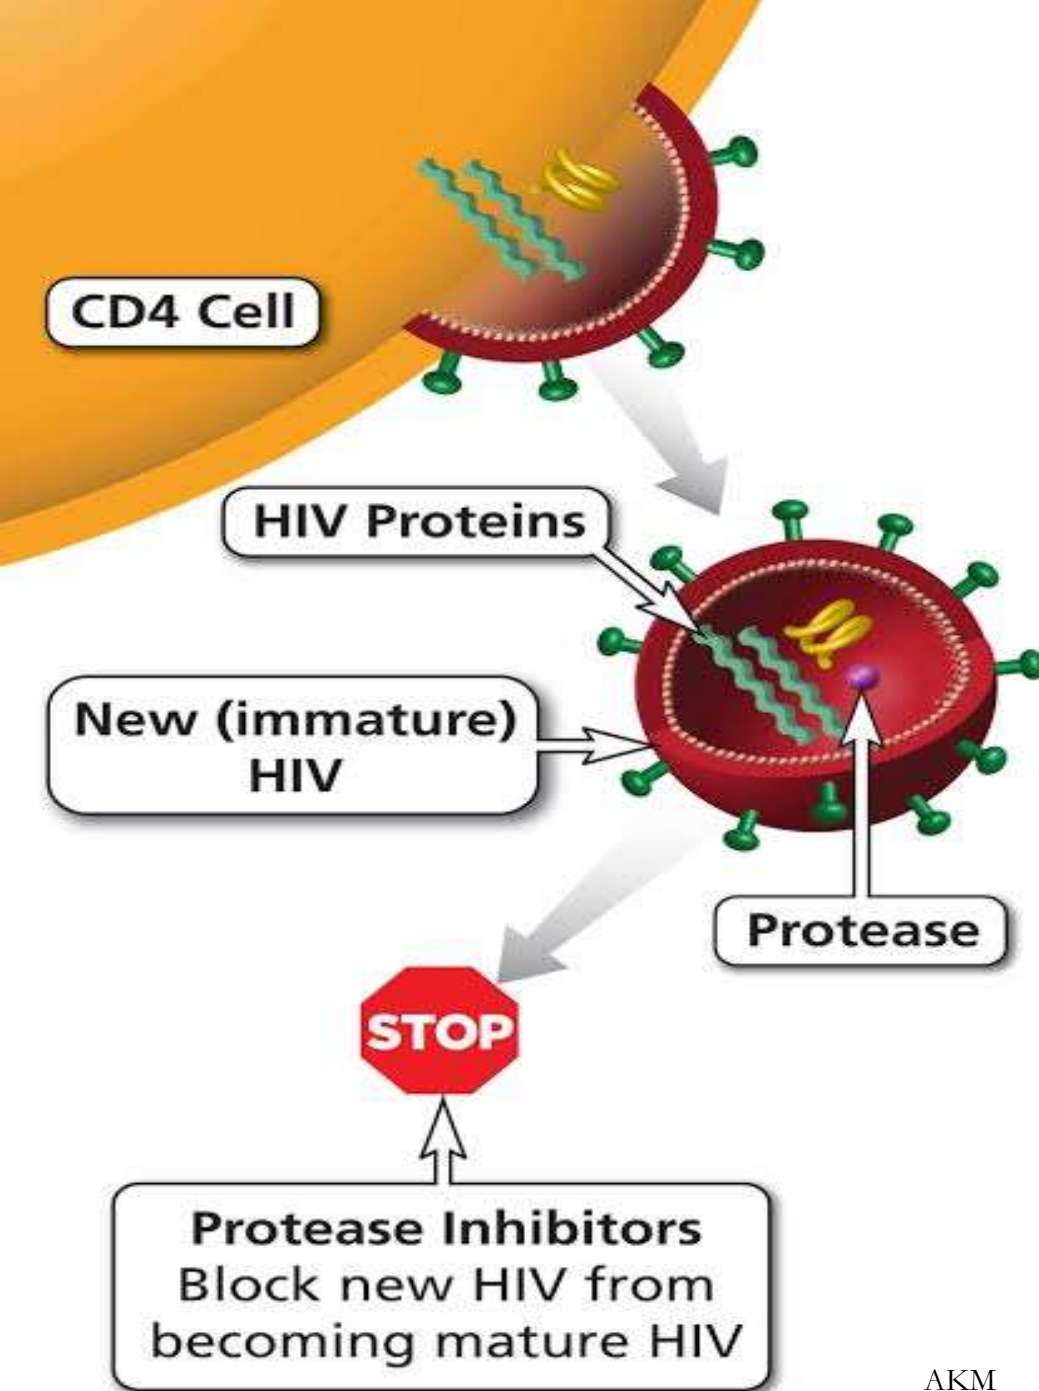 CD4 Cell
HIV Proteins
New (immature)
HIV
Protease
STOP
Protease Inhibitors
Block new HIV from
becoming mature HIV
AKM